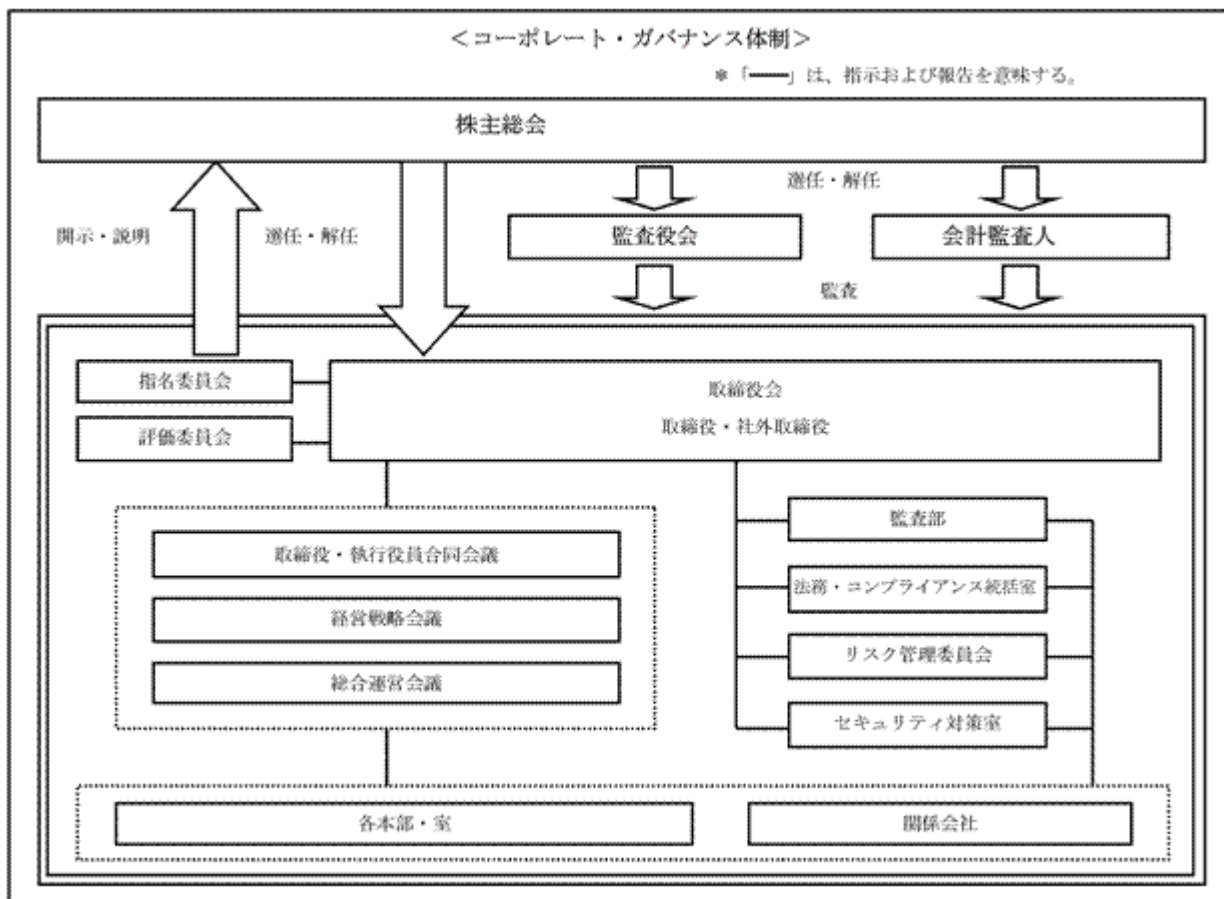 ＜コーポレート・ガバナンス体制＞
＊「━━」は、指示および報告を意味する。
株主総会
選任・解任
開示・説明
選任・解任
監査役会
会計監査人
監査
指名委員会
評価委員会
取締役会
取締役・社外取締役
取締役・執行役員合同会議
経営戦略会議
総合運営会議
監査部
法務・コンプライアンス統括室
リスク管理委員会
セキュリティ対策室
各本部・室
関係会社